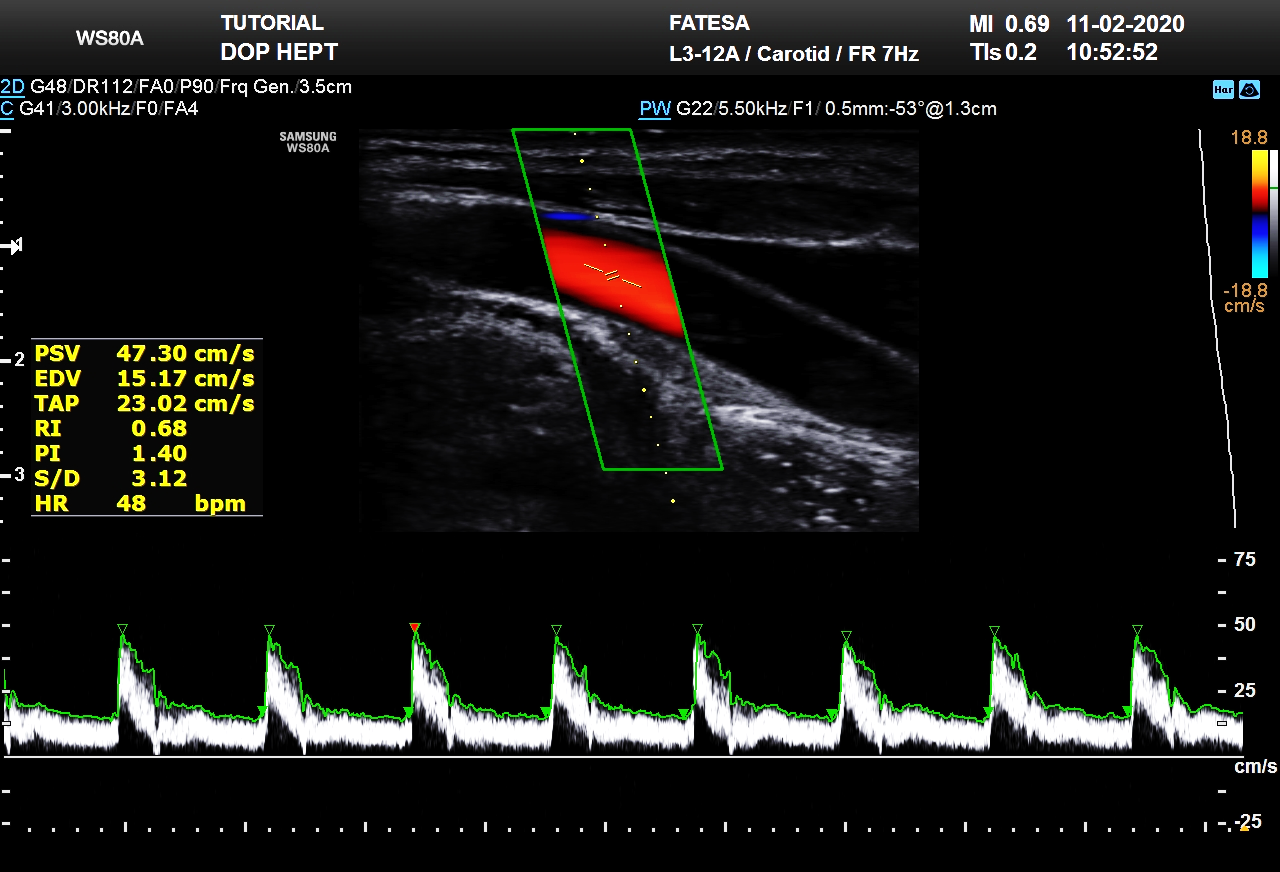 WS80A
TUTORIAL
DOP HEPT
FATESA
L3-12A / Carotid / FR 7Hz
MI 0.69 11-02-2020
TIs 0.2 10:52:52
2D G48/DR112/FA0/P90/Frq Gen./3.5cm
C G41/3.00kHz/F0/FA4
PW G22/5.50kHz/F1/ 0.5mm:-53°@1.3cm
Har
SAMSUNG
WS80A
18.8
-18.8
cm/s
2
3
PSV 47.30 cm/s
EDV 15.17 cm/s
TAP 23.02 cm/s
RI 0.68
PI 1.40
S/D 3.12
HR 48 bpm
75
50
25
cm/s
-25